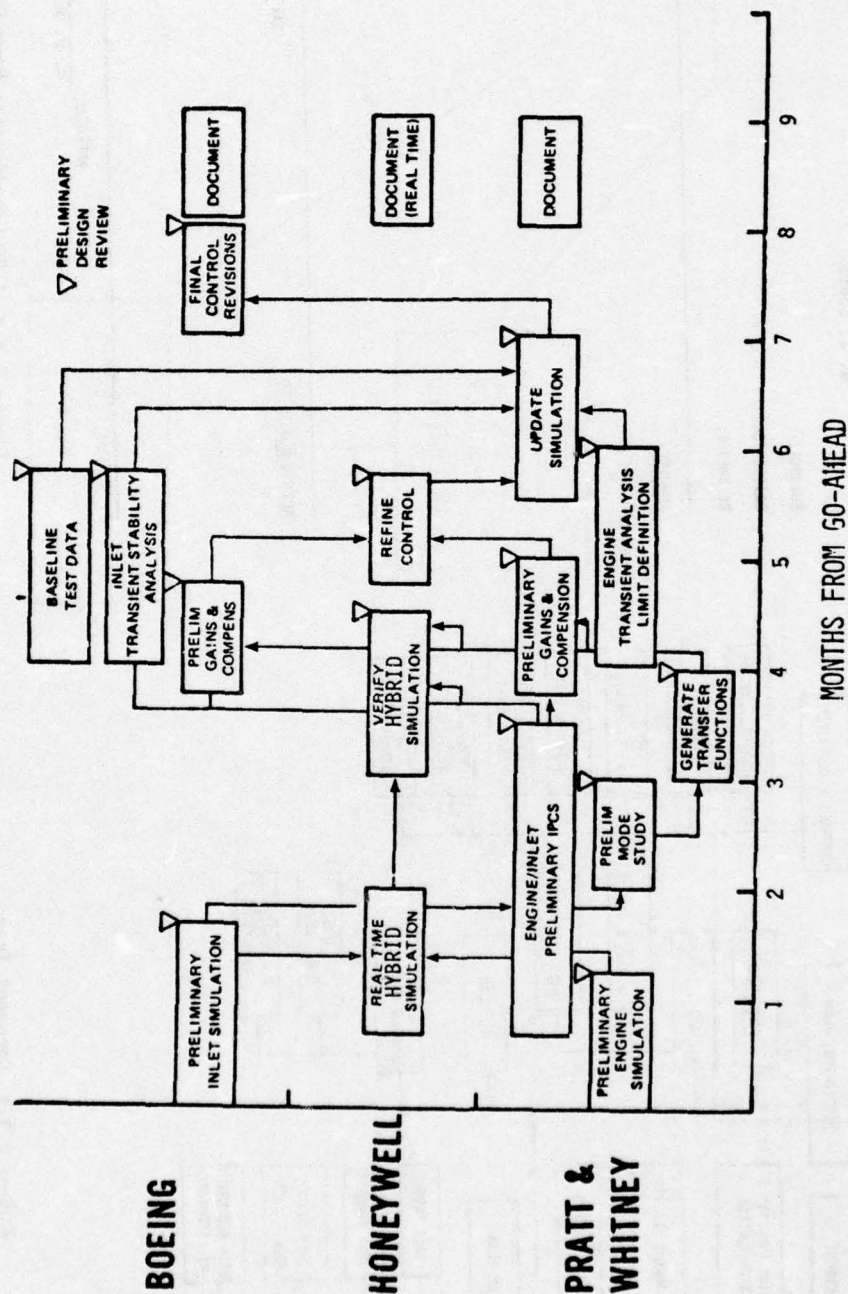 PRELIMINARY
DESIGN
REVIEW
BASELINE
TEST DATA
INLET
TRANSIENT STABILITY
ANALYSIS
BOEING
PRELIMINARY
INLET SIMULATION
PRELIM
GAINS &
COMPENS
FINAL
CONTROL
REVISIONS
DOCUMENT
HONEYWELL
REAL TIME
HYBRID
SIMULATION
VERIFY
HYBRID
SIMULATION
REFINE
CONTROL
DOCUMENT
(REAL TIME)
PRATT &
WHITNEY
ENGINE/INLET
PRELIMINARY IPCS
PRELIMINARY
GAINS &
COMPENSION
UPDATE
SIMULATION
DOCUMENT
PRELIMINARY
ENGINE
SIMULATION
PRELIM
MODE
STUDY
ENGINE
TRANSIENT ANALYSIS
LIMIT DEFINITION
GENERATE
TRANSFER
FUNCTIONS
1 2 3 4 5 6 7 8 9
MONTHS FROM GO-AHEAD